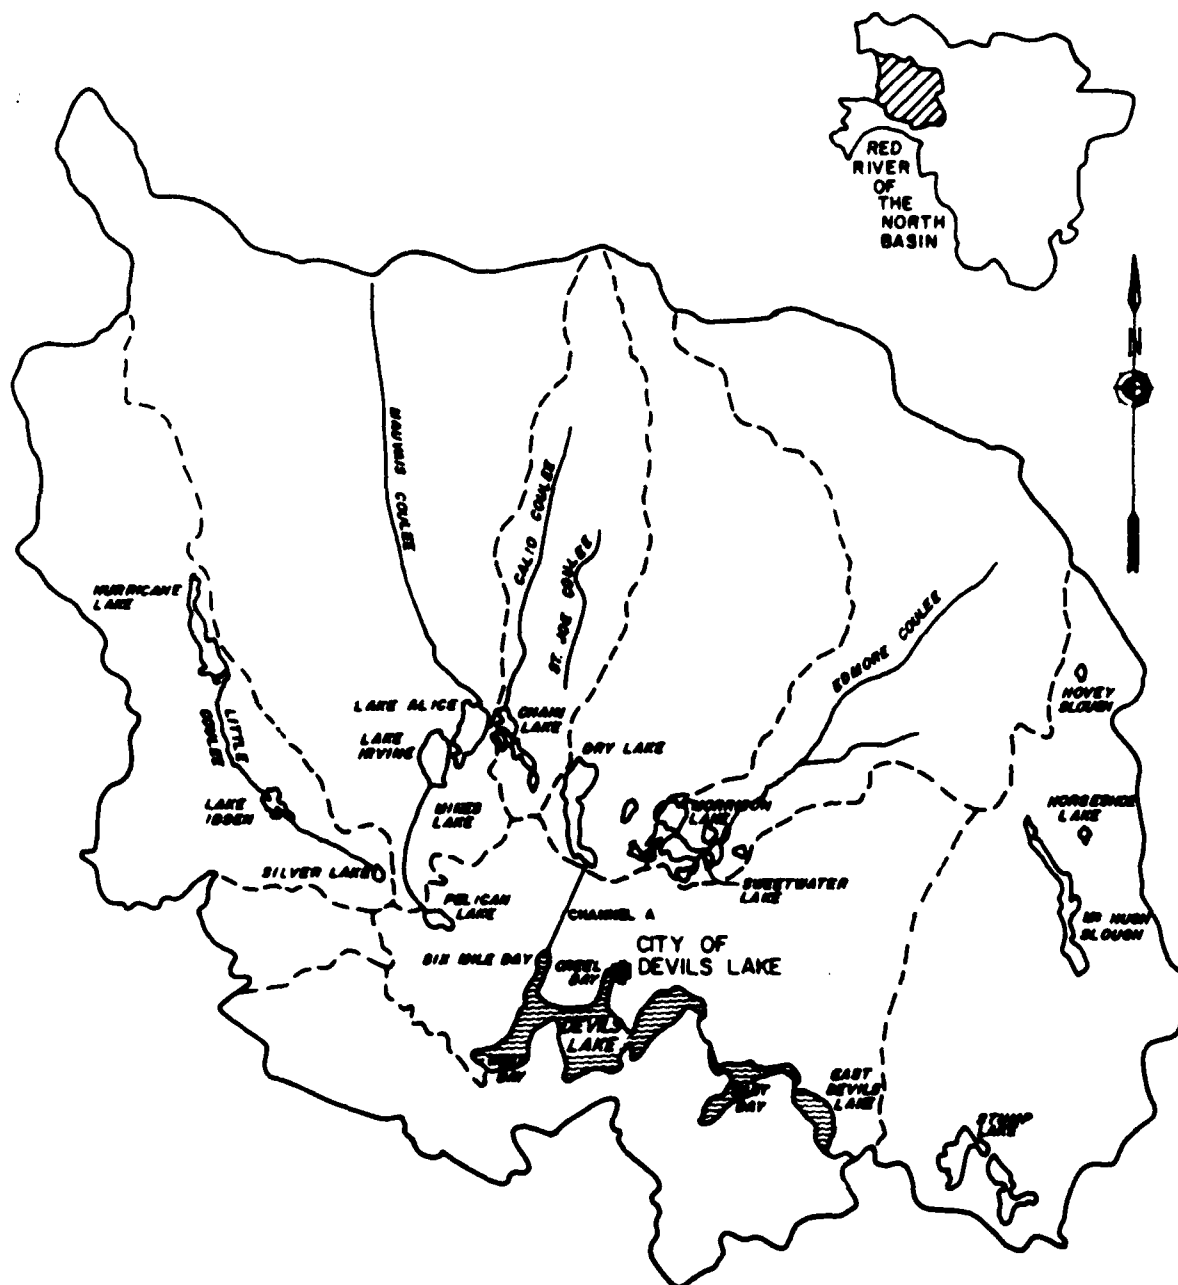 RED
RIVER
OF
THE
NORTH
BASIN
MAUVAIS COULEE
CALIO COULEE
ST. JOE COULEE
EDMORE COULEE
HURRICANE
LAKE
LITTLE
COULEE
LAKE ALICE
LAKE
IRVINE
CHAIN
LAKE
DRY LAKE
HOVEY
SLOUGH
LAKE
IBSEN
MIKES
LAKE
MORRISON
LAKE
HORSESHOE
LAKE
SILVER LAKE
PELICAN
LAKE
SWEETWATER
LAKE
CHANNEL A
Mc HUGH
SLOUGH
SIX MILE BAY
CREEL
BAY
CITY OF
DEVILS LAKE
DEVILS
LAKE
BAY
EAST
BAY
EAST
DEVILS
LAKE
STUMP
LAKE